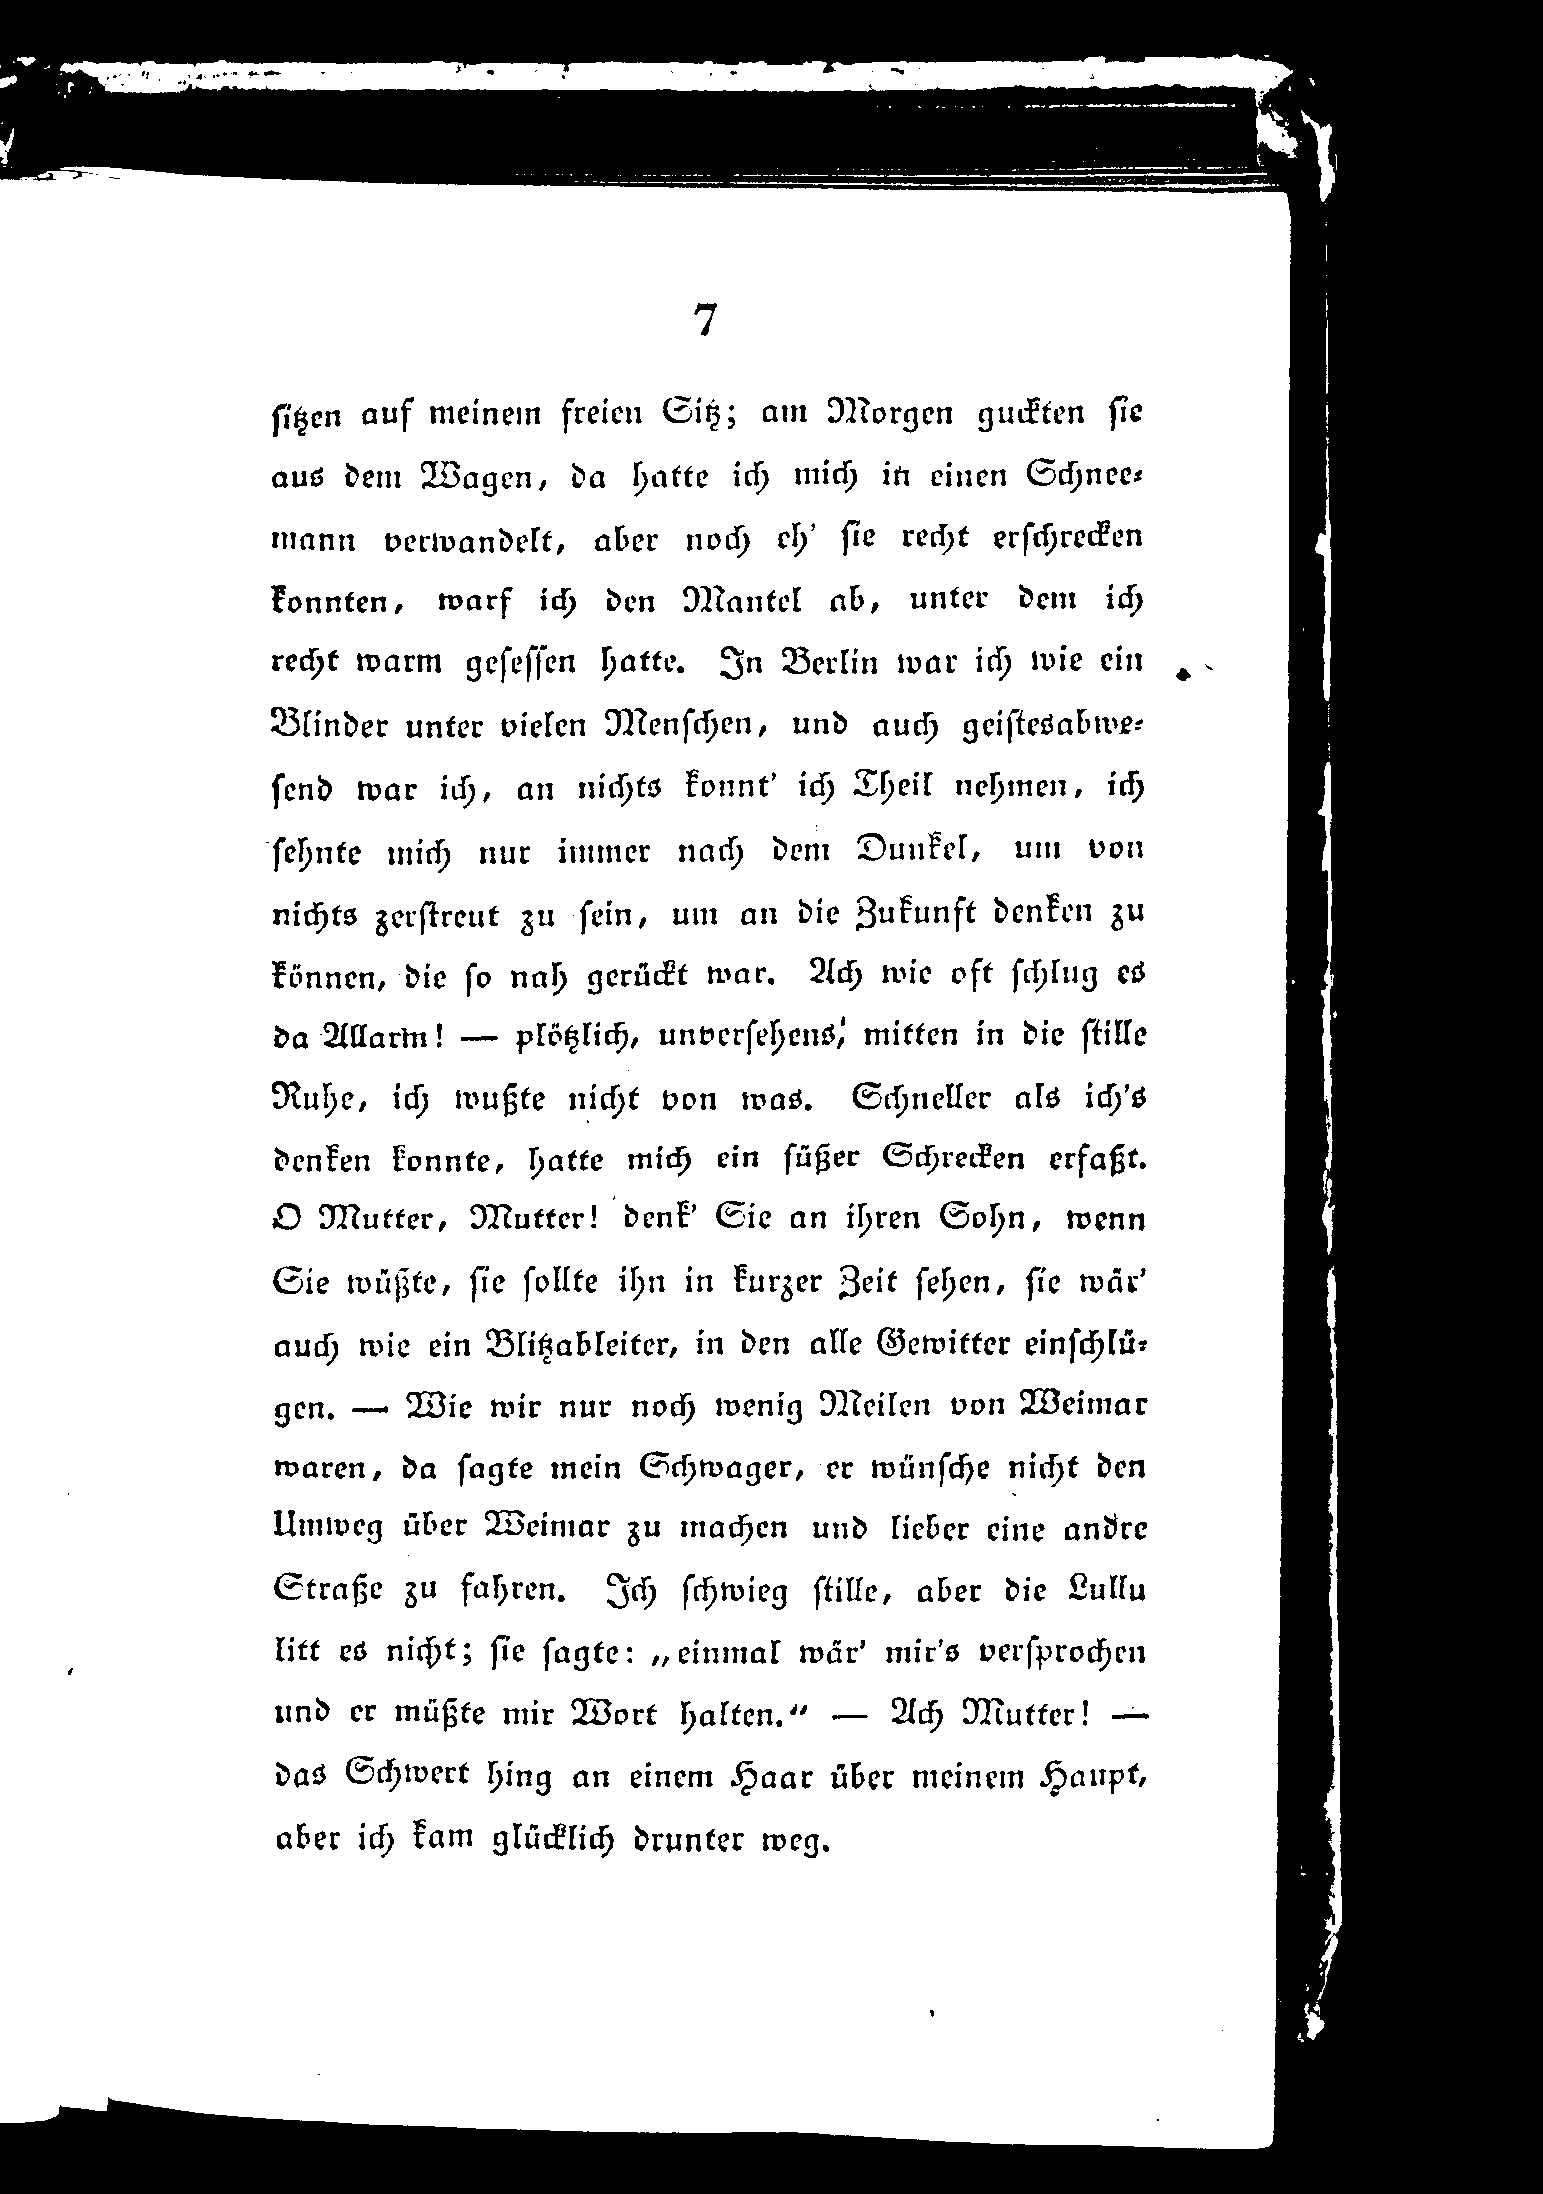 7
sitzen auf meinem freien Sitz; am Morgen guckten sie
aus dem Wagen, da hatte ich mich in einen Schnee-
mann verwandelt, aber noch eh' sie recht erschrecken
konnten, warf ich den Mantel ab, unter dem ich
recht warm gesessen hatte. In Berlin war ich wie ein
Blinder unter vielen Menschen, und auch geistesabwe-
send war ich, an nichts konnt' ich Theil nehmen, ich
sehnte mich nur immer nach dem Dunkel, um von
nichts zerstreut zu sein, um an die Zukunft denken zu
können, die so nah gerückt war. Ach wie oft schlug es
da Allarm! — plötzlich, unversehens, mitten in die stille
Ruhe, ich wußte nicht von was. Schneller als ich's
denken konnte, hatte mich ein süßer Schrecken erfaßt.
O Mutter, Mutter! denk' Sie an ihren Sohn, wenn
Sie wüßte, sie sollte ihn in kurzer Zeit sehen, sie wär'
auch wie ein Blitzableiter, in den alle Gewitter einschlü-
gen. — Wie wir nur noch wenig Meilen von Weimar
waren, da sagte mein Schwager, er wünsche nicht den
Umweg über Weimar zu machen und lieber eine andre
Straße zu fahren. Ich schwieg stille, aber die Lullu
litt es nicht; sie sagte: „einmal wär' mir's versprochen
und er müßte mir Wort halten.“ — Ach Mutter! —
das Schwert hing an einem Haar über meinem Haupt,
aber ich kam glücklich drunter weg.